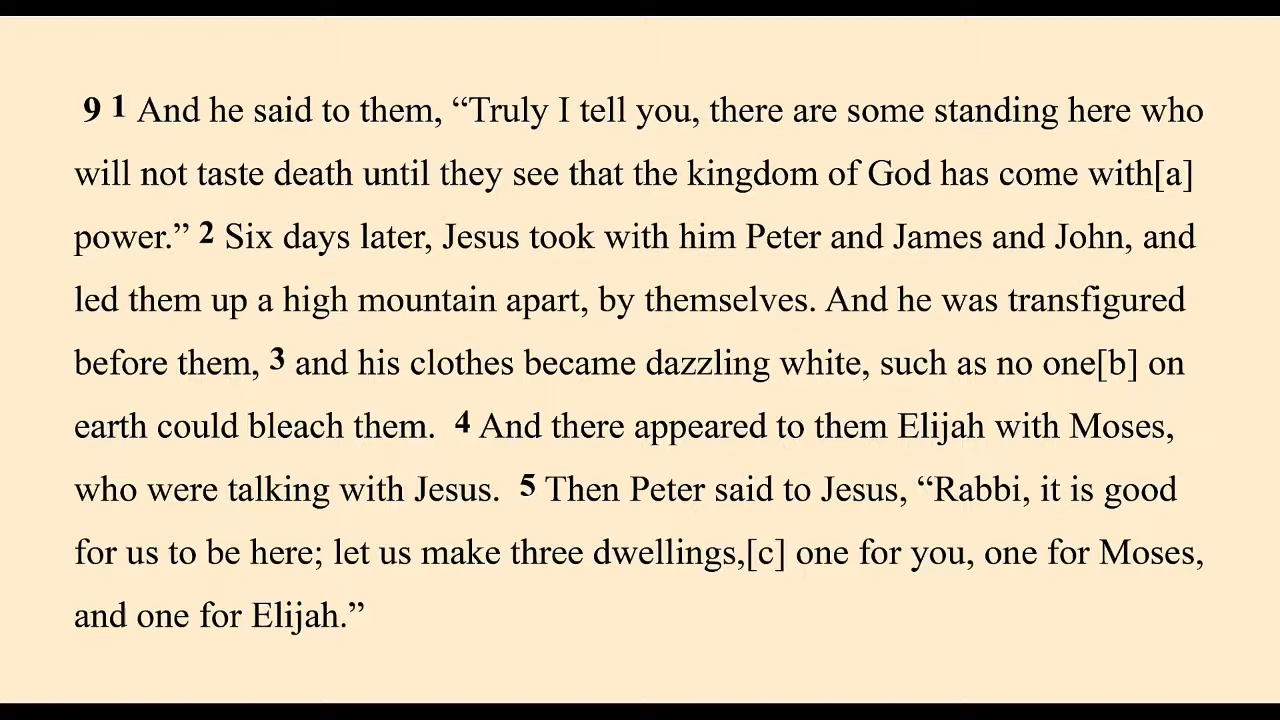 9 1 And he said to them, “Truly I tell you, there are some standing here who
will not taste death until they see that the kingdom of God has come with[a]
power.” 2 Six days later, Jesus took with him Peter and James and John, and
led them up a high mountain apart, by themselves. And he was transfigured
before them, 3 and his clothes became dazzling white, such as no one[b] on
earth could bleach them. 4 And there appeared to them Elijah with Moses,
who were talking with Jesus. 5 Then Peter said to Jesus, “Rabbi, it is good
for us to be here; let us make three dwellings,[c] one for you, one for Moses,
and one for Elijah.”